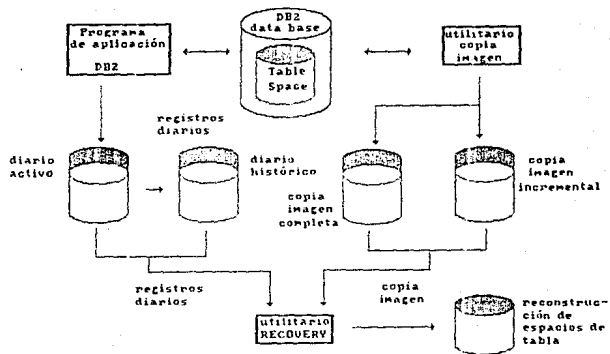 Programa
de aplicación
DB2
DB2
data base
Table
Space
utilitario
copia
imagen
registros
diarios
diario
activo
diario
histórico
copia
imagen
completa
copia
imagen
incremental
registros
diarios
copia
imagen
utilitario
RECOVERY
reconstruc-
ción de
espacios de
tabla